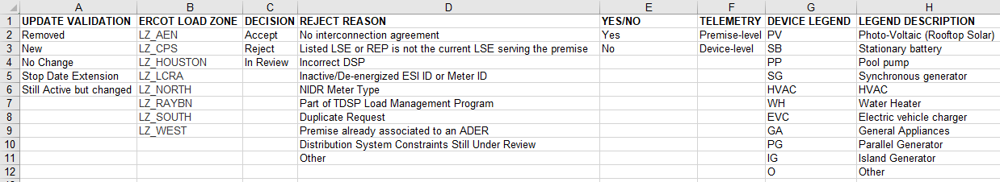 A B C D E F G H
1 UPDATE VALIDATION ERCOT LOAD ZONE DECISION REJECT REASON YES/NO TELEMETRY DEVICE LEGEND LEGEND DESCRIPTION
2 Removed LZ_AEN Accept No interconnection agreement Yes Premise-level PV Photo-Voltaic (Rooftop Solar)
3 New LZ_CPS Reject Listed LSE or REP is not the current LSE serving the premise No Device-level SB Stationary battery
4 No Change LZ_HOUSTON In Review Incorrect DSP PP Pool pump
5 Stop Date Extension LZ_LCRA Inactive/De-energized ESI ID or Meter ID SG Synchronous generator
6 Still Active but changed LZ_NORTH NIDR Meter Type HVAC HVAC
7 LZ_RAYBN Part of TDSP Load Management Program WH Water Heater
8 LZ_SOUTH Duplicate Request EVC Electric vehicle charger
9 LZ_WEST Premise already associated to an ADER GA General Appliances
10 Distribution System Constraints Still Under Review PG Parallel Generator
11 Other IG Island Generator
12 O Other